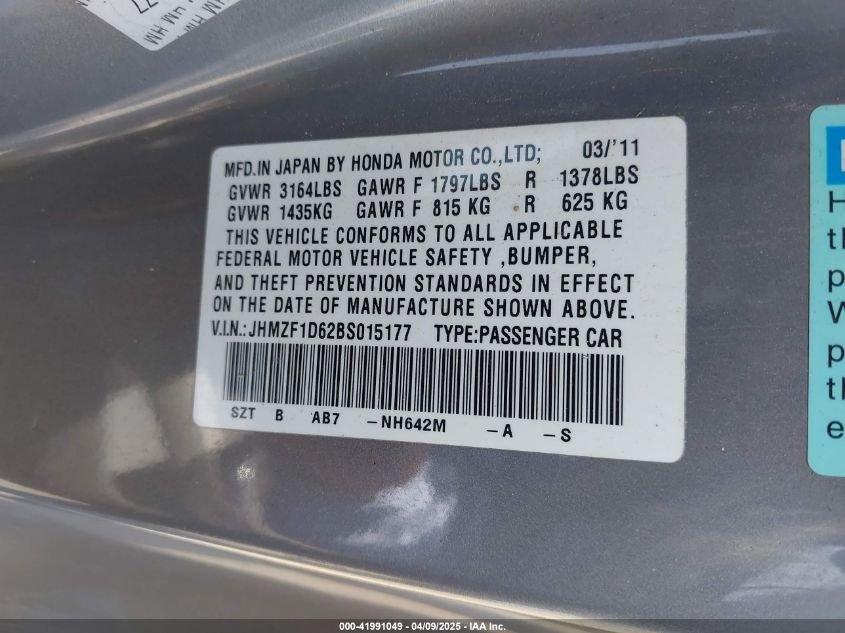 MFD.IN JAPAN BY HONDA MOTOR CO.,LTD; 03/'11
GVWR 3164LBS GAWR F 1797LBS R 1378LBS
GVWR 1435KG GAWR F 815 KG R 625 KG
THIS VEHICLE CONFORMS TO ALL APPLICABLE
FEDERAL MOTOR VEHICLE SAFETY ,BUMPER,
AND THEFT PREVENTION STANDARDS IN EFFECT
ON THE DATE OF MANUFACTURE SHOWN ABOVE.
V.I.N.:JHMZF1D62BS015177 TYPE:PASSENGER CAR
SZT B AB7 -NH642M -A -S
000-41991049 - 04/09/2025 - IAA Inc.